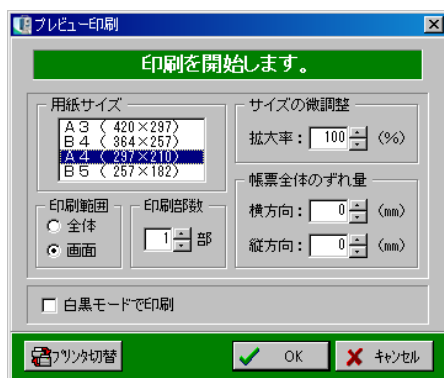 プレビュー印刷
印刷を開始します。
用紙サイズ
A3 ( 420×297)
B4 ( 364×257)
A4 ( 297×210)
B5 ( 257×182)
サイズの微調整
拡大率： 100 (%)
帳票全体のずれ量
横方向： 0 (mm)
縦方向： 0 (mm)
印刷範囲
全体
画面
印刷部数
1 部
白黒モードで印刷
プリンタ切替
OK
キャンセル